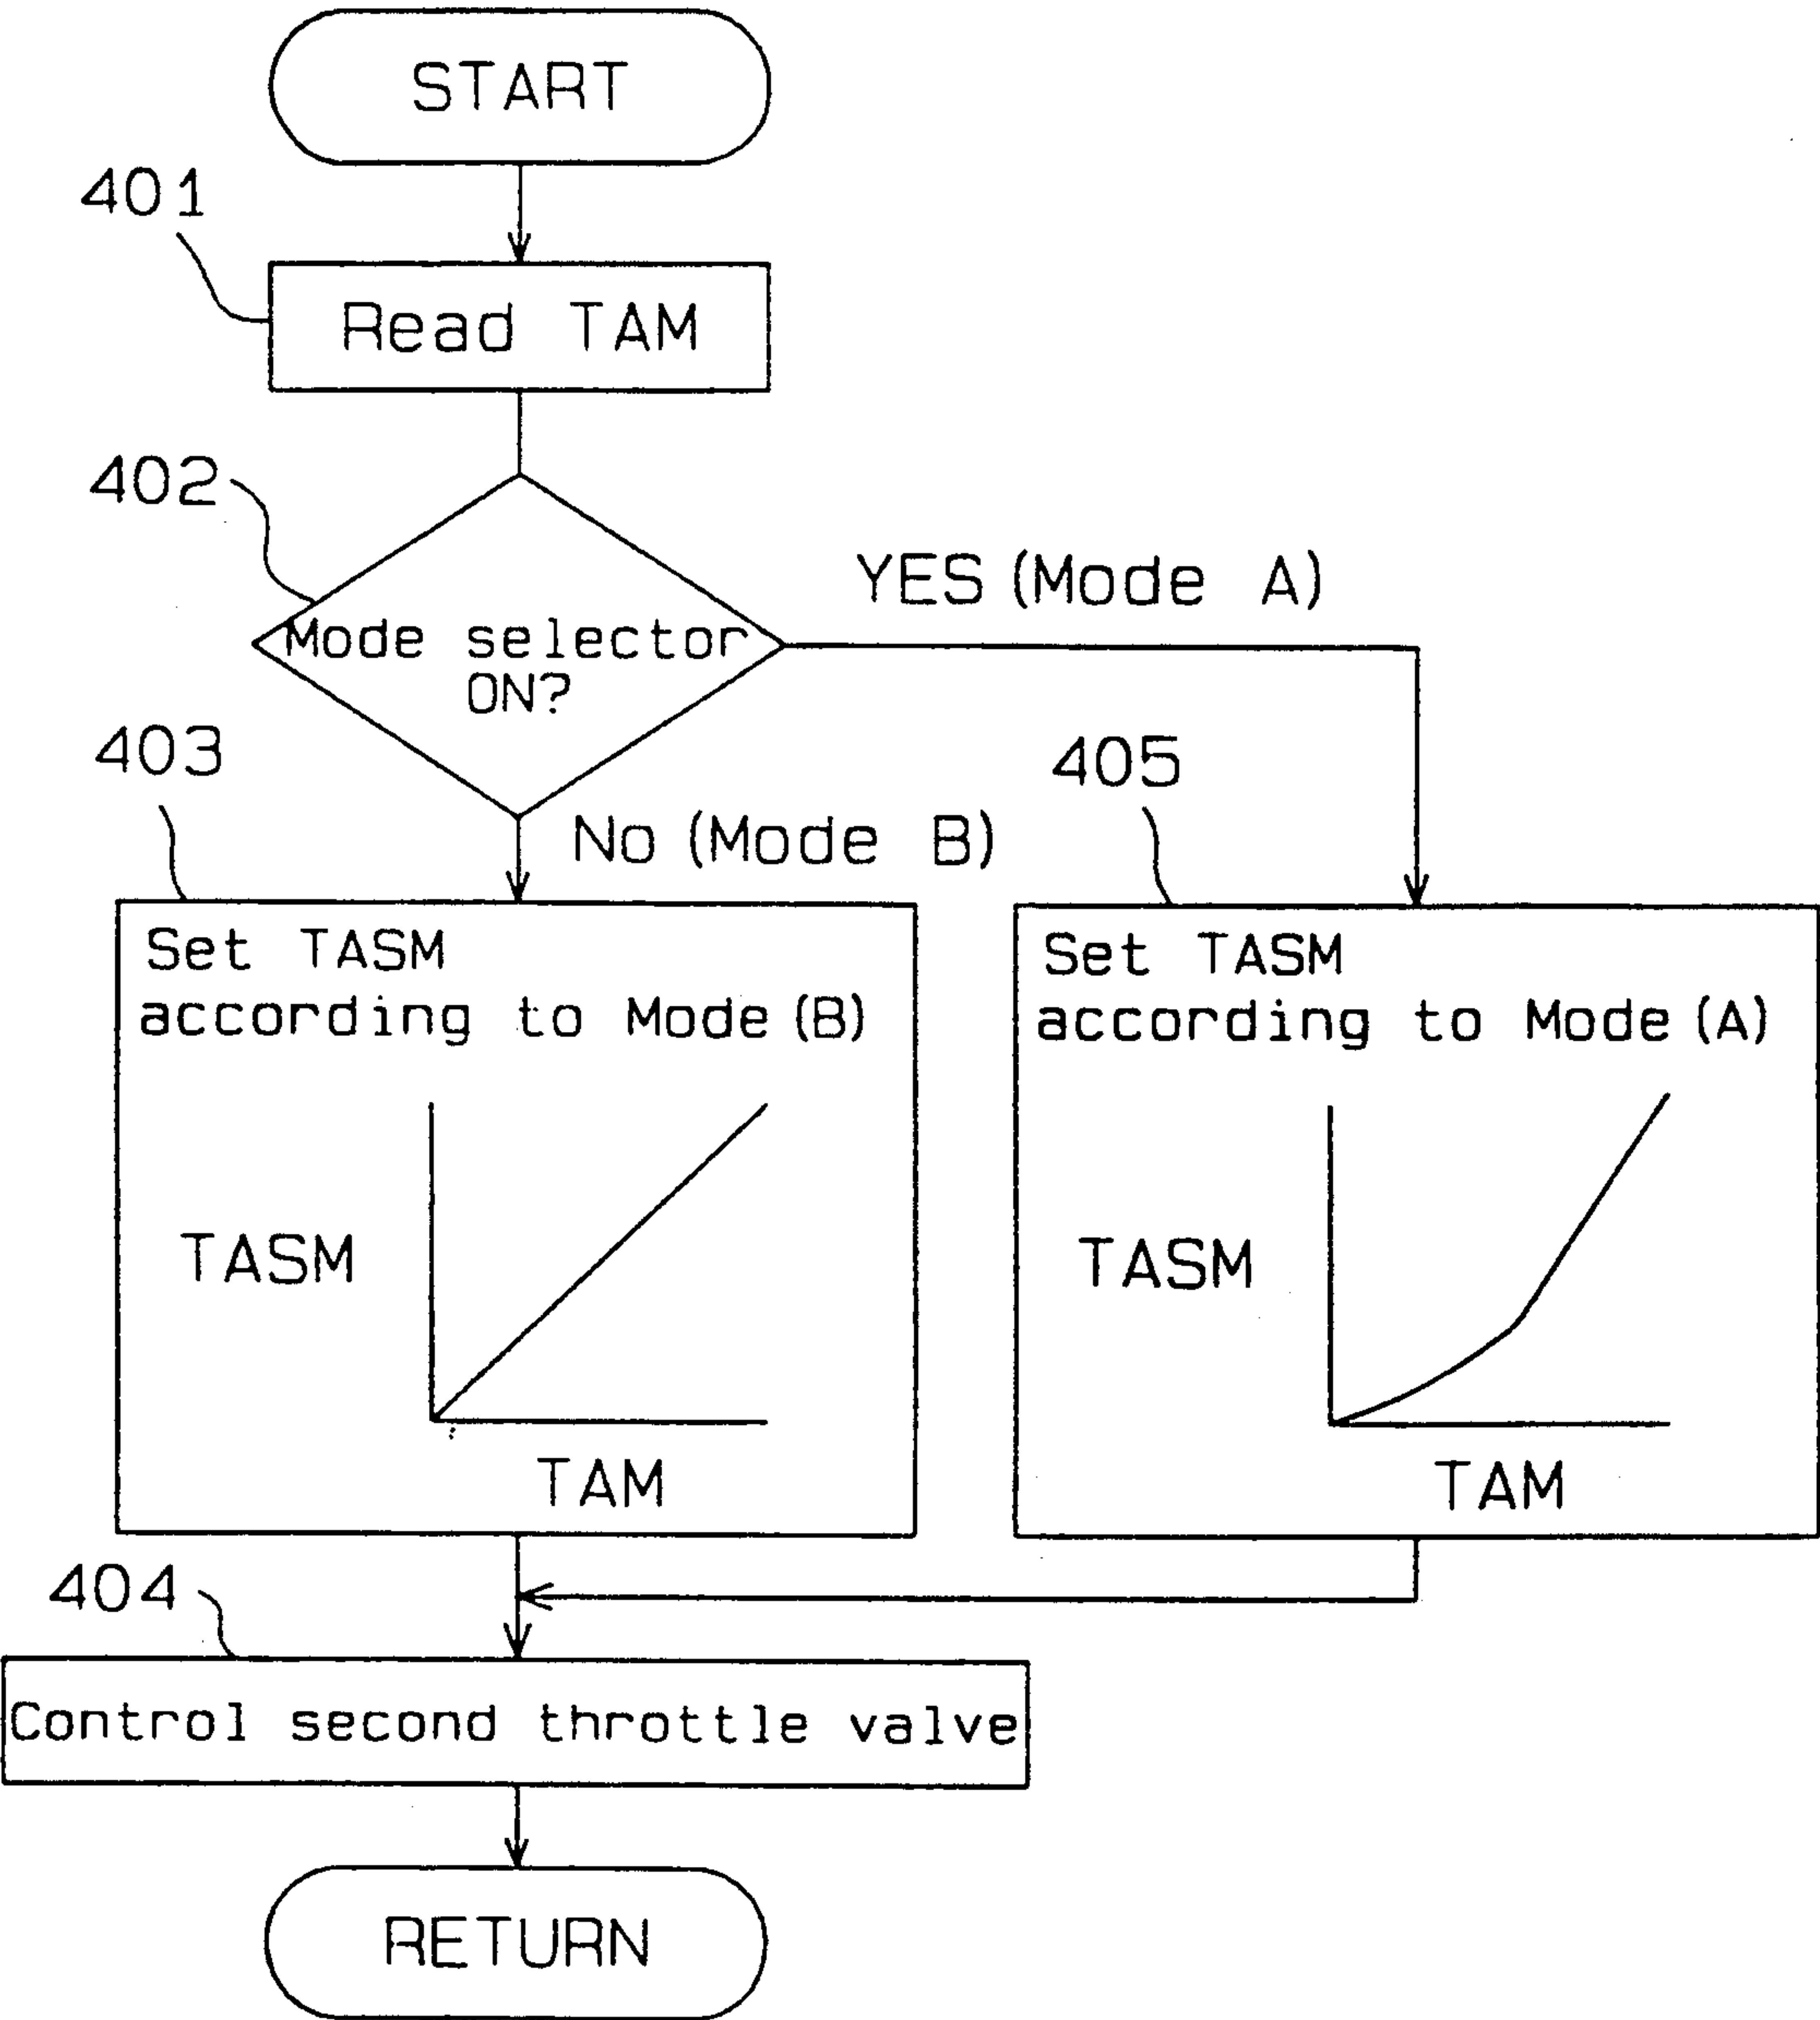 START
401
Read TAM
402
YES (Mode A)
Mode selector
ON?
403
405
No (Mode B)
Set TASM
according to Mode (B)
TASM
TAM
Set TASM
according to Mode (A)
TASM
TAM
404
Control second throttle valve
RETURN